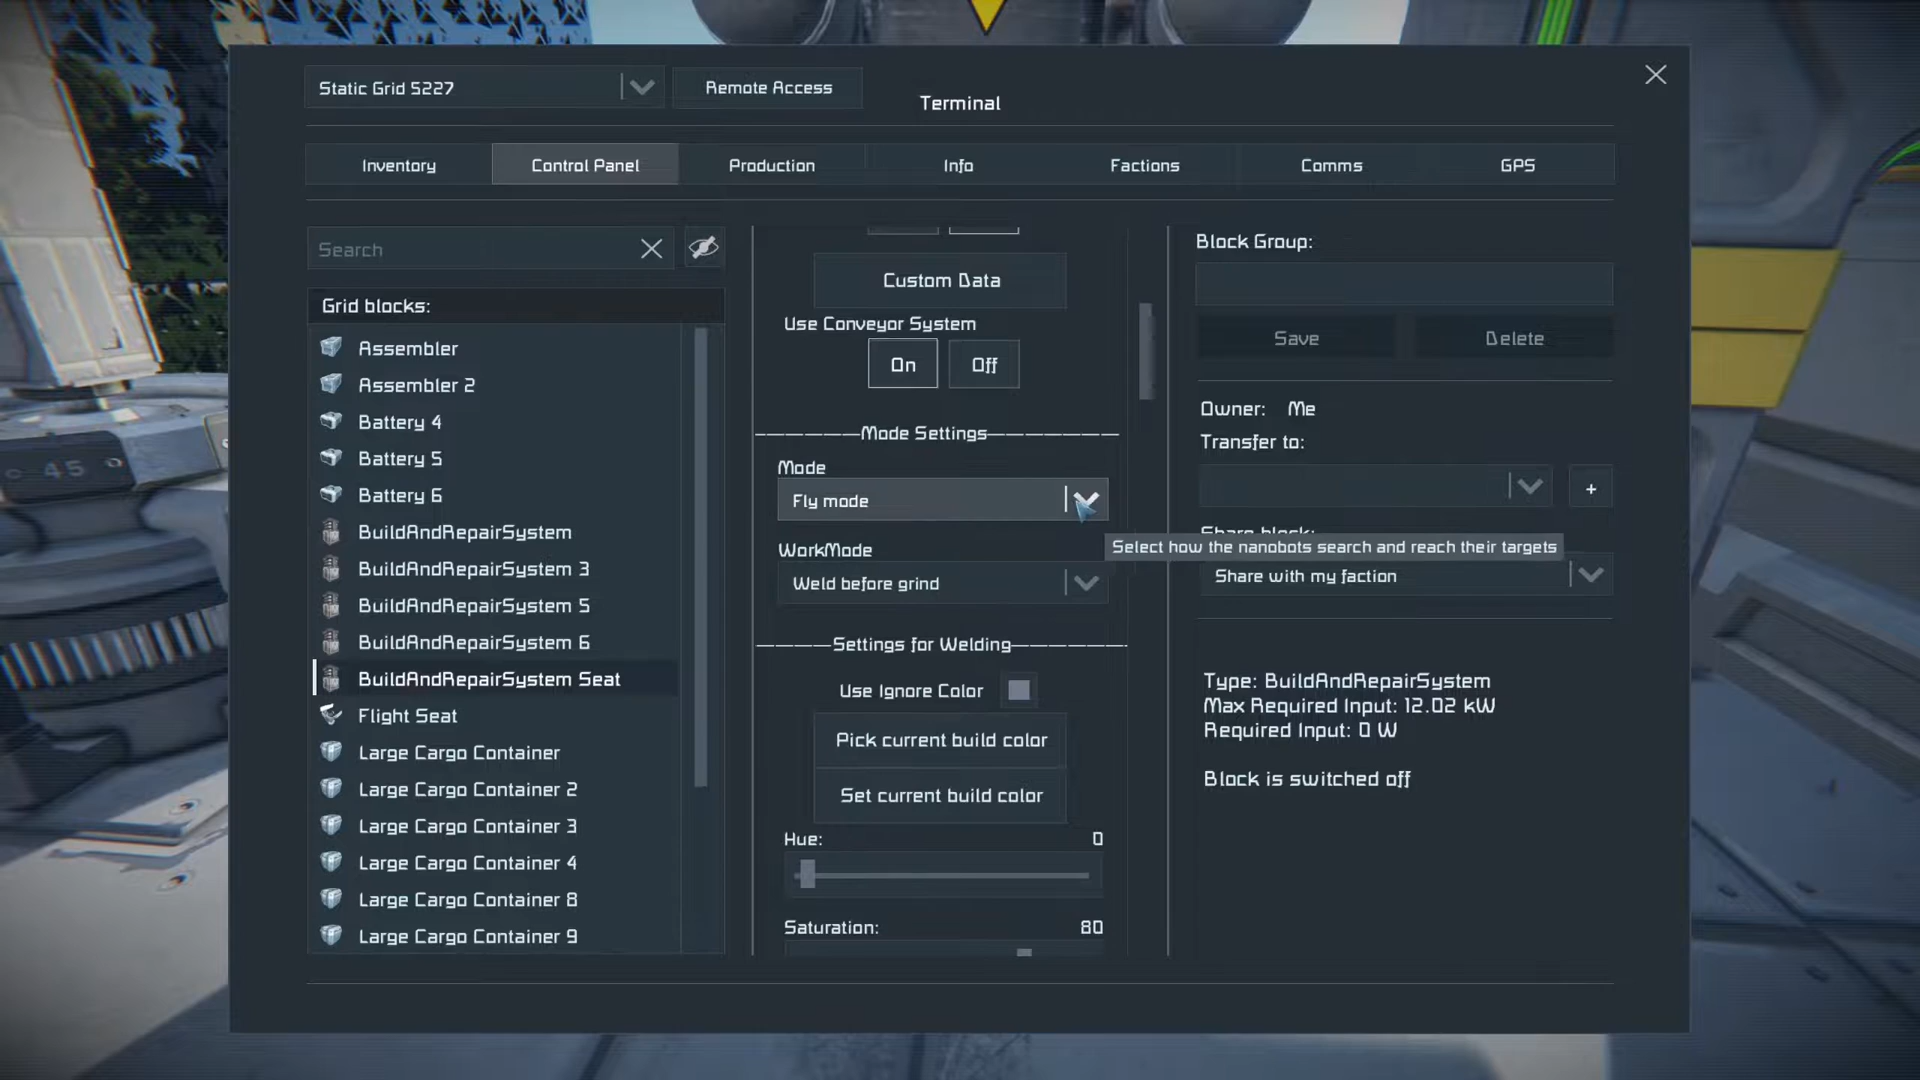 Static Grid 5227
Remote Access
Terminal
Inventory
Control Panel
Production
Info
Factions
Comms
GPS
Search
Grid blocks:
Assembler
Assembler 2
Battery 4
Battery 5
Battery 6
BuildAndRepairSystem
BuildAndRepairSystem 3
BuildAndRepairSystem 5
BuildAndRepairSystem 6
BuildAndRepairSystem Seat
Flight Seat
Large Cargo Container
Large Cargo Container 2
Large Cargo Container 3
Large Cargo Container 4
Large Cargo Container 8
Large Cargo Container 9
Custom Data
Use Conveyor System
On
Off
Mode Settings
Mode
Fly mode
WorkMode
Weld before grind
Settings for Welding
Use Ignore Color
Pick current build color
Set current build color
Hue: 0
Saturation: 80
Block Group:
Save
Delete
Owner: Me
Transfer to:
+
Share block:
Select how the nanobots search and reach their targets
Share with my faction
Type: BuildAndRepairSystem
Max Required Input: 12.02 kW
Required Input: 0 W
Block is switched off
45